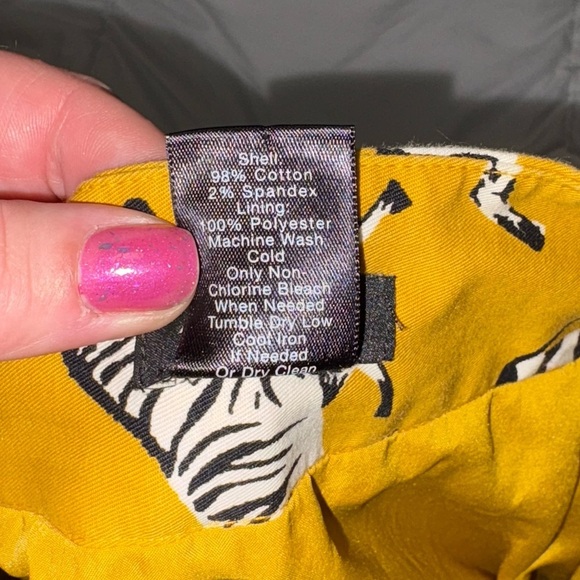 Shell:
98% Cotton
2% Spandex
Lining:
100% Polyester
Machine Wash
Cold
Only Non-
Chlorine Bleach
When Needed
Tumble Dry Low
Cool Iron
If Needed
Or Dry Clean